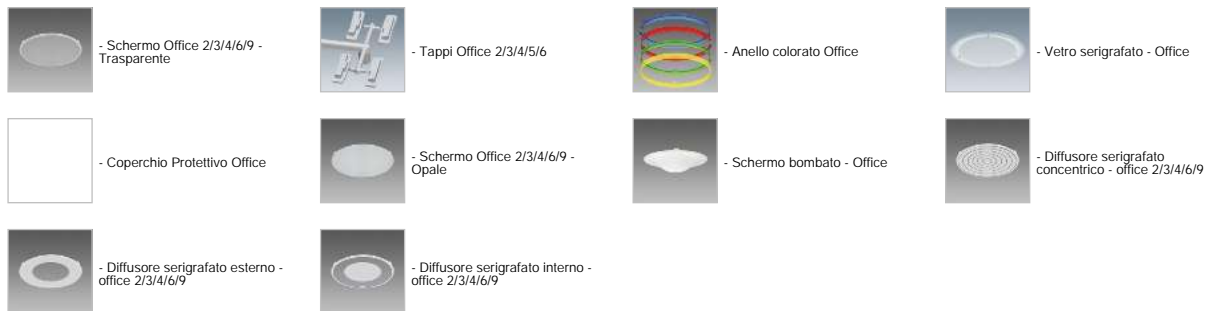 - Schermo Office 2/3/4/6/9 -
Trasparente
- Tappi Office 2/3/4/5/6
- Anello colorato Office
- Vetro serigrafato - Office
- Coperchio Protettivo Office
- Schermo Office 2/3/4/6/9 -
Opale
- Schermo bombato - Office
- Diffusore serigrafato
concentrico - office 2/3/4/6/9
- Diffusore serigrafato esterno -
office 2/3/4/6/9
- Diffusore serigrafato interno -
office 2/3/4/6/9